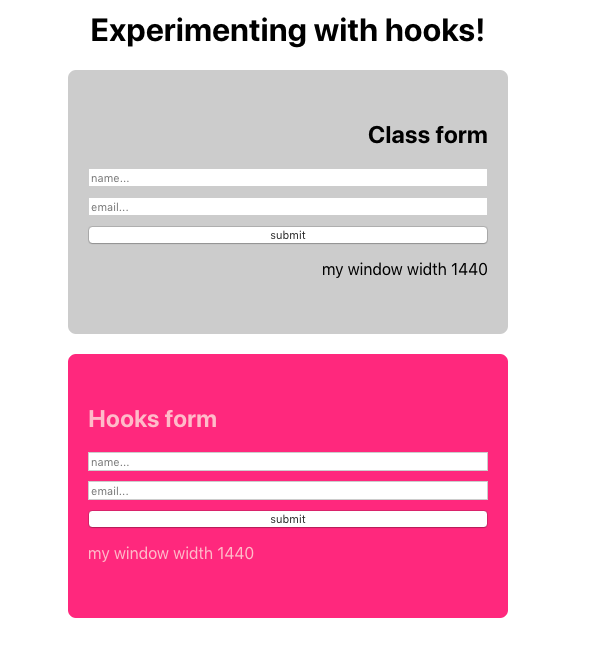 Experimenting with hooks!
Class form
name...
email...
submit
my window width 1440
Hooks form
name...
email...
submit
my window width 1440